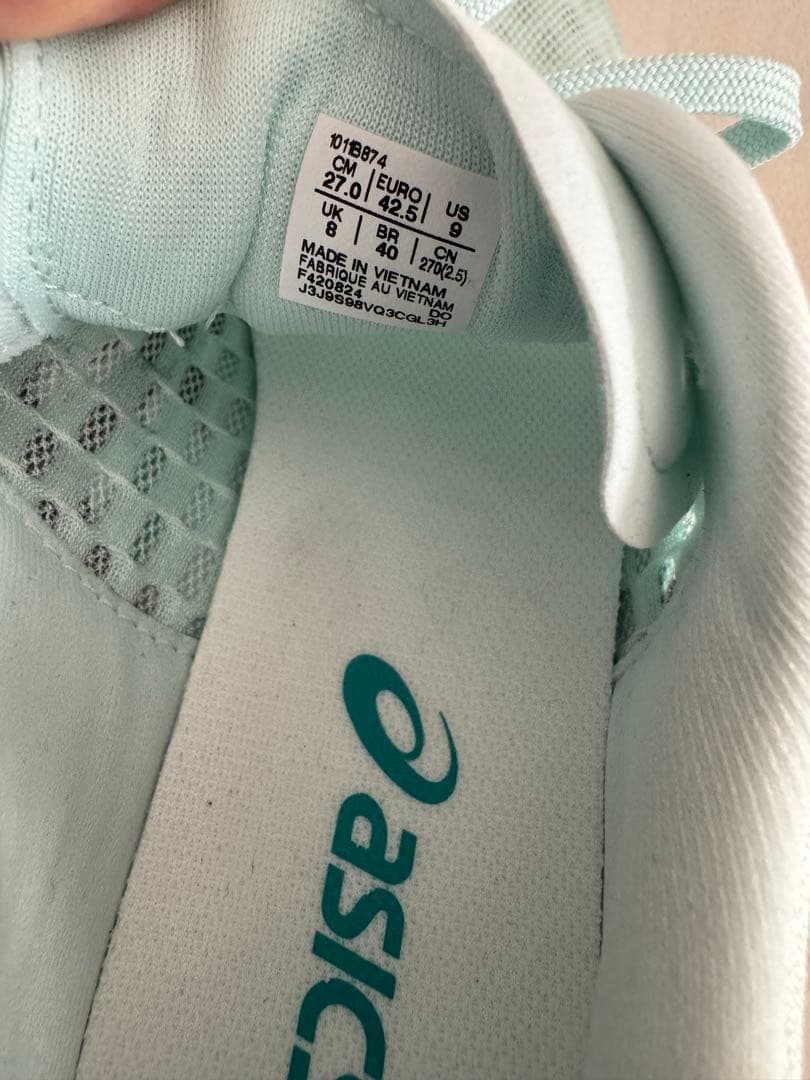 1011B874
CM 27.0 | EURO 42.5 | US 9
UK 8 | BR 40 | CN 270(2.5)
MADE IN VIETNAM
FABRIQUE AU VIETNAM
F420824 DO
J3J9S98VQ3CGL3H
asics